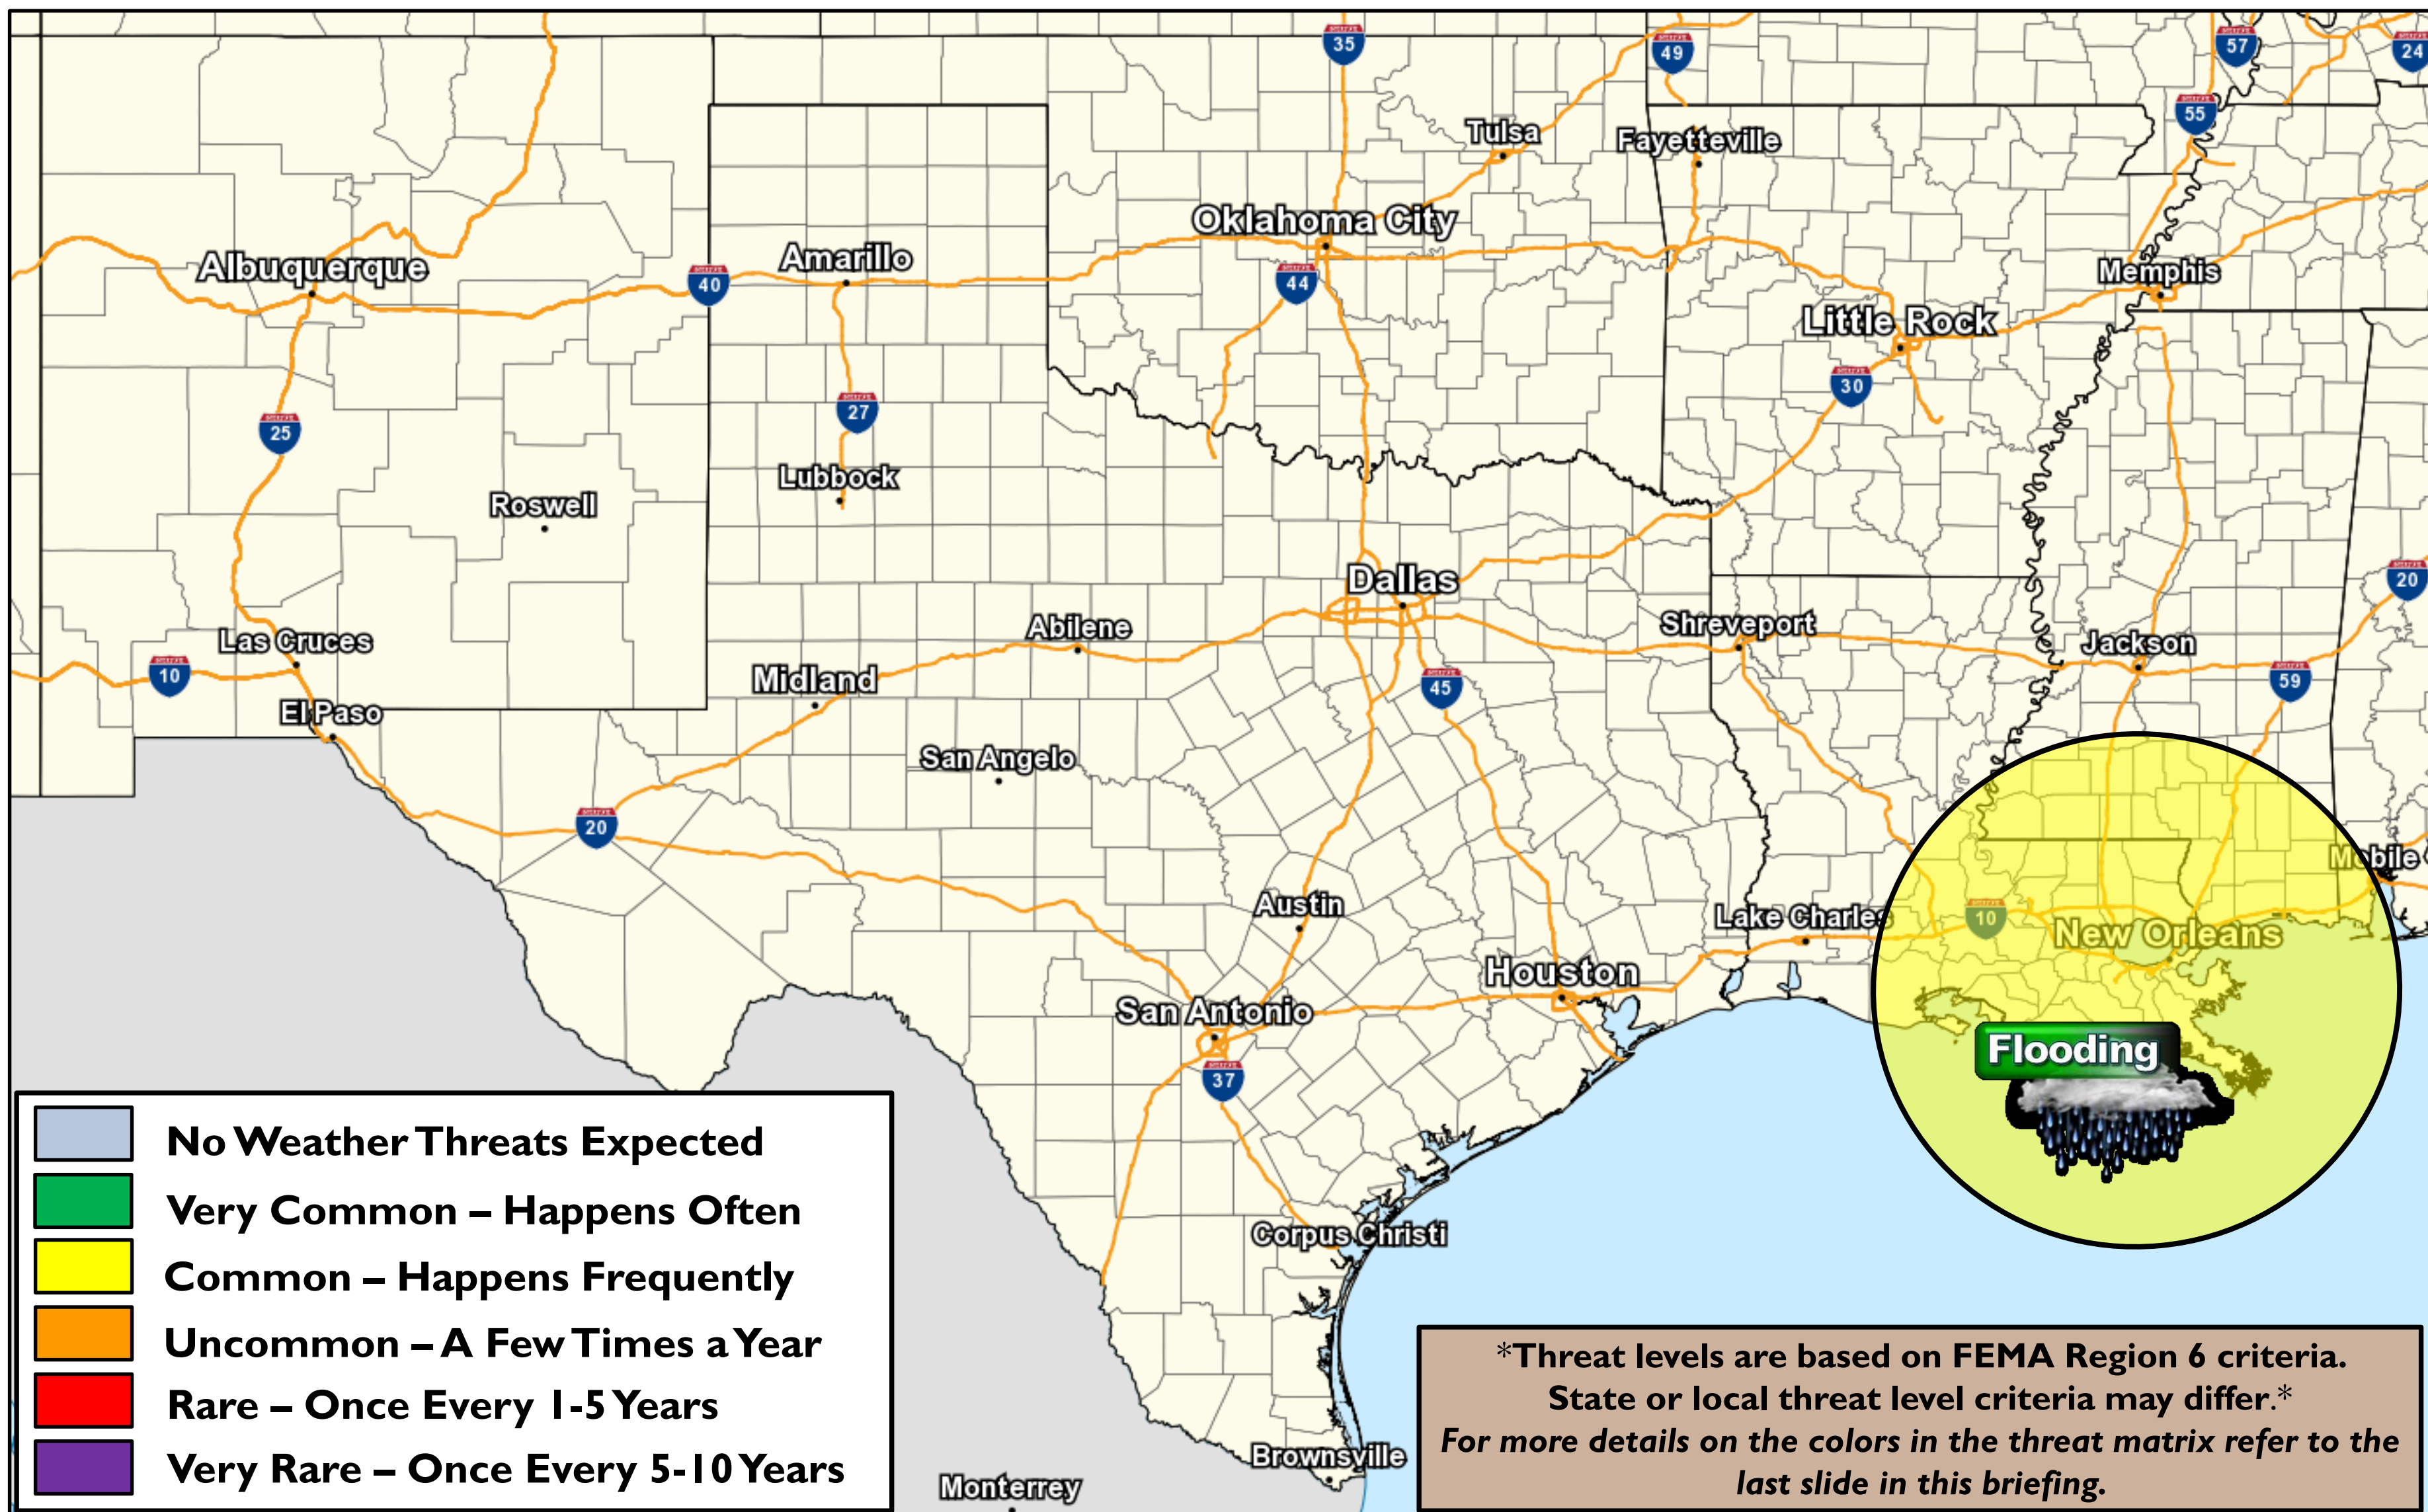 35
49
57
24
55
Tulsa
Fayetteville
Oklahoma City
Albuquerque
Amarillo
40
44
Memphis
Little Rock
30
27
25
Lubbock
Roswell
Dallas
20
Abilene
Shreveport
Las Cruces
Jackson
10
Midland
45
59
El Paso
San Angelo
20
Mobile
Austin
Lake Charles
10
New Orleans
Houston
San Antonio
Flooding
37
Corpus Christi
Brownsville
Monterrey
No Weather Threats Expected
Very Common – Happens Often
Common – Happens Frequently
Uncommon – A Few Times a Year
Rare – Once Every 1-5 Years
Very Rare – Once Every 5-10 Years
*Threat levels are based on FEMA Region 6 criteria.
State or local threat level criteria may differ.*
For more details on the colors in the threat matrix refer to the
last slide in this briefing.